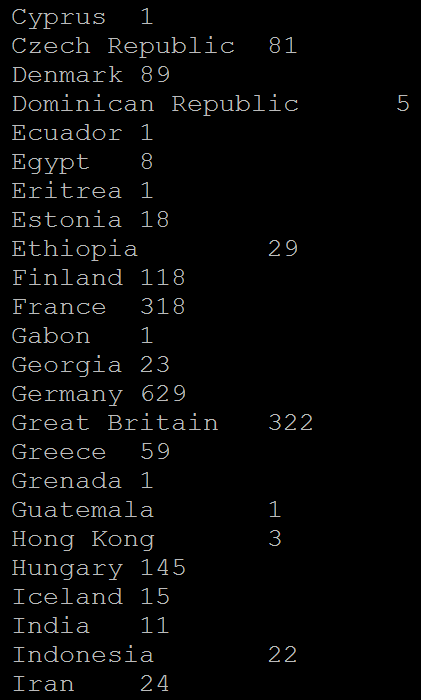 Cyprus	1
Czech Republic	81
Denmark	89
Dominican Republic	5
Ecuador	1
Egypt	8
Eritrea	1
Estonia	18
Ethiopia	29
Finland	118
France	318
Gabon	1
Georgia	23
Germany	629
Great Britain	322
Greece	59
Grenada	1
Guatemala	1
Hong Kong	3
Hungary	145
Iceland	15
India	11
Indonesia	22
Iran	24